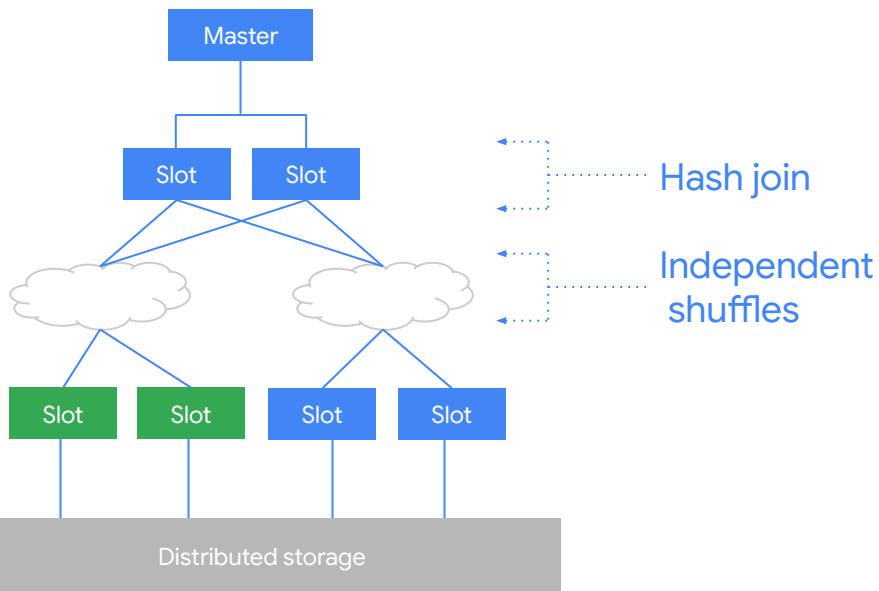 Master
Slot
Slot
Hash join
Independent
shuffles
Slot
Slot
Slot
Slot
Distributed storage